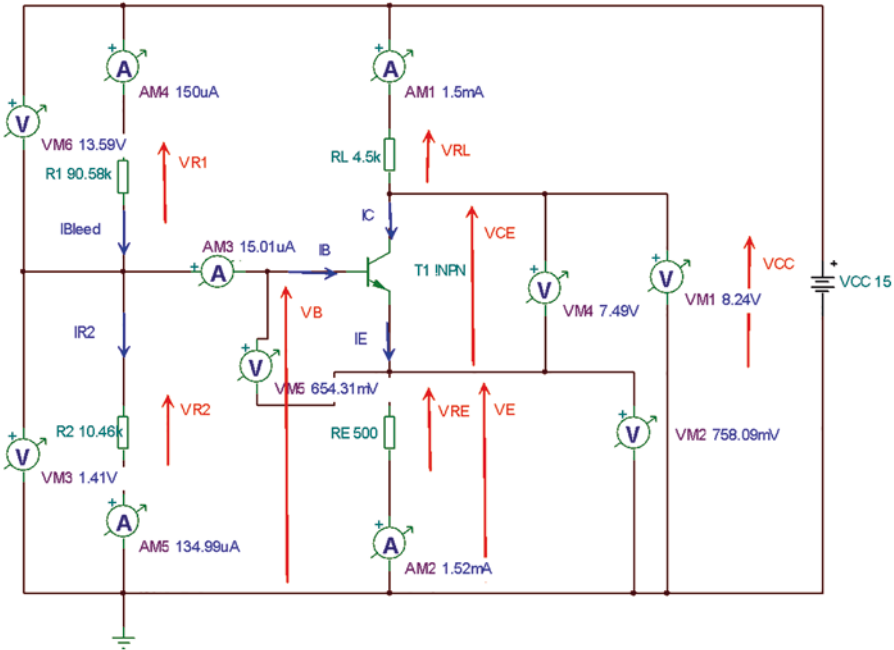 +
A
AM4 150uA
+
A
AM1 1.5mA
+
V
VM6 13.59V
R1 90.58k
VR1
RL 4.5k
VRL
IBleed
AM3 15.01uA
+
A
IB
IC
VCE
T1 !NPN
+
V
VM4 7.49V
+
V
VM1 8.24V
VCC
+
VCC 15
IR2
VB
IE
+
V
VM5 654.31mV
R2 10.46k
VR2
RE 500
VRE
VE
+
V
VM2 758.09mV
+
V
VM3 1.41V
+
A
AM5 134.99uA
+
A
AM2 1.52mA